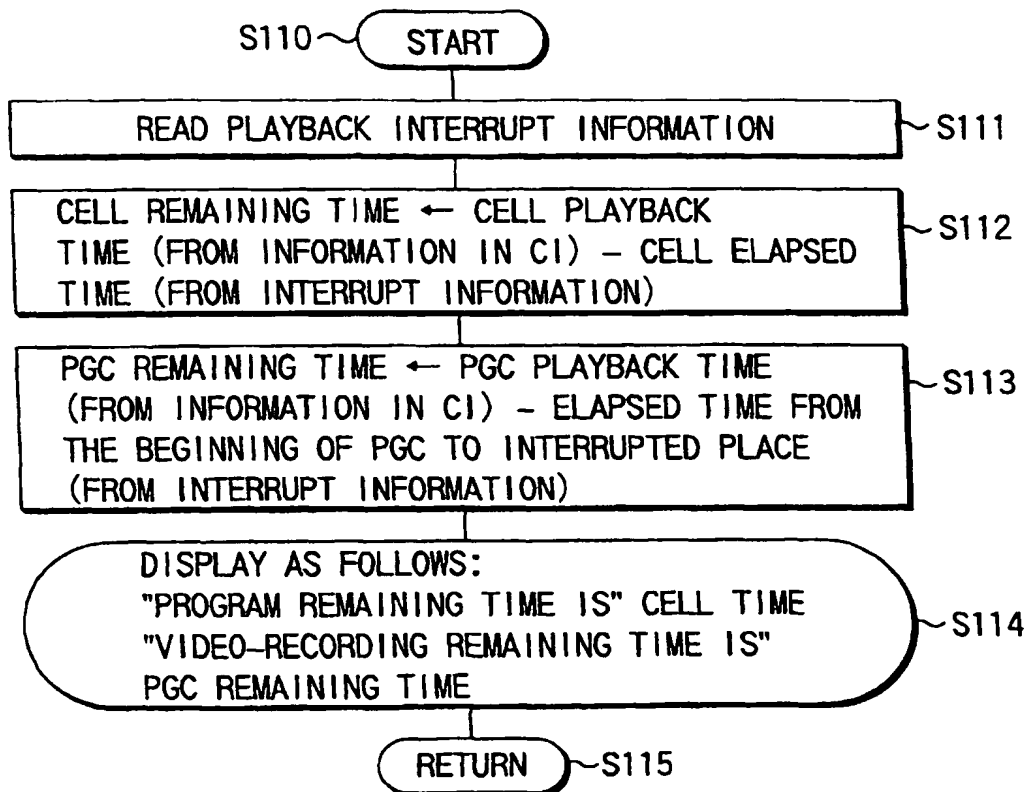 S110
START
READ PLAYBACK INTERRUPT INFORMATION
S111
CELL REMAINING TIME ← CELL PLAYBACK
TIME (FROM INFORMATION IN CI) – CELL ELAPSED
TIME (FROM INTERRUPT INFORMATION)
S112
PGC REMAINING TIME ← PGC PLAYBACK TIME
(FROM INFORMATION IN CI) – ELAPSED TIME FROM
THE BEGINNING OF PGC TO INTERRUPTED PLACE
(FROM INTERRUPT INFORMATION)
S113
DISPLAY AS FOLLOWS:
"PROGRAM REMAINING TIME IS" CELL TIME
"VIDEO–RECORDING REMAINING TIME IS"
PGC REMAINING TIME
S114
RETURN
S115